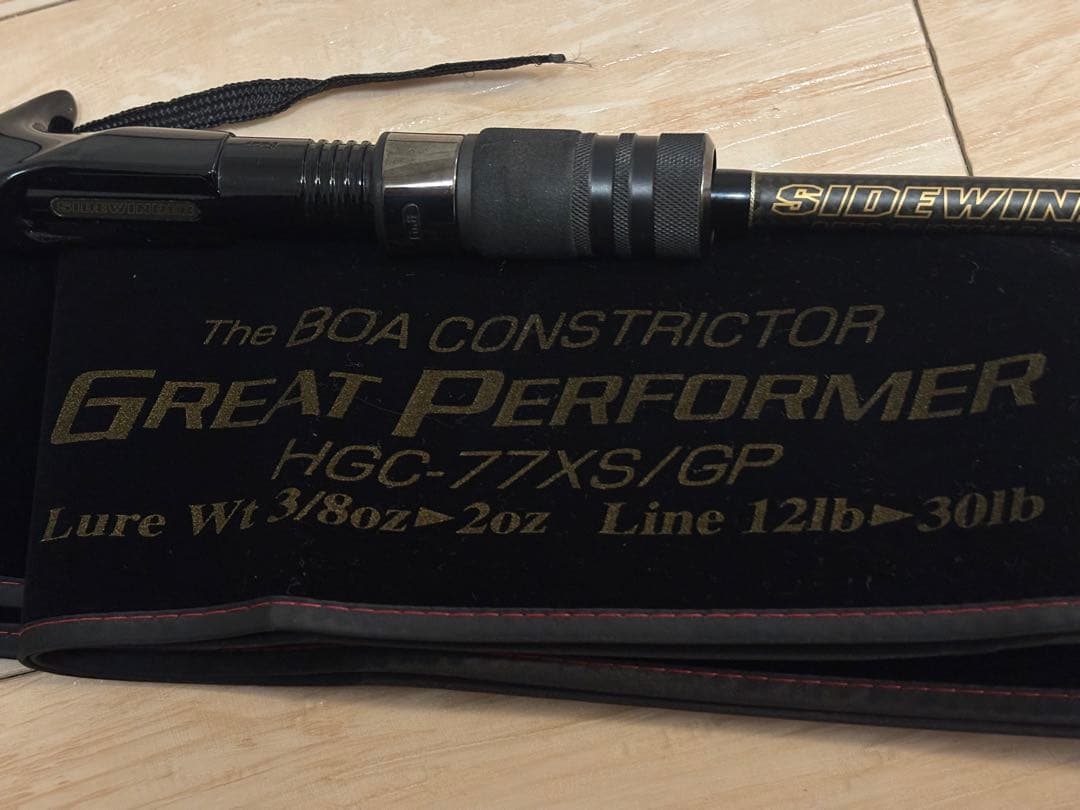 SIDEWINDER
SIDEWIN
The BOA CONSTRICTOR
GREAT PERFORMER
HGC-77XS/GP
Lure Wt 3/8oz▶2oz Line 12lb▶30lb